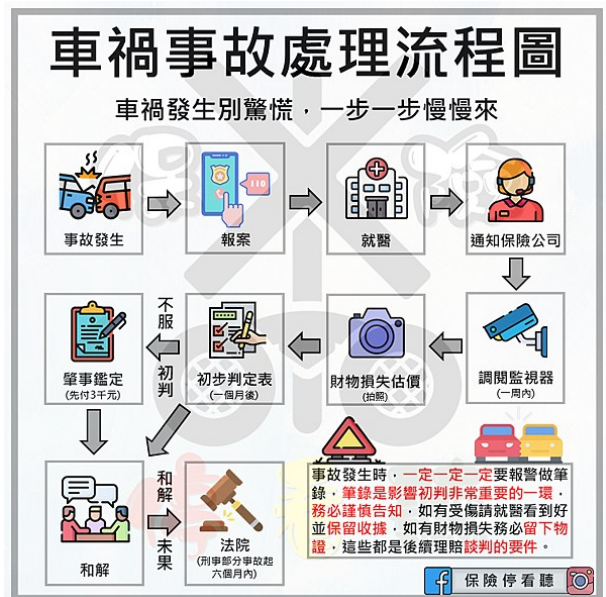 車禍事故處理流程圖
車禍發生別驚慌，一步一步慢慢來
事故發生
110
報案
就醫
通知保險公司
調閱監視器
(一周內)
財物損失估價
(拍照)
初步判定表
(一個月後)
不服
初判
肇事鑑定
(先付3千元)
和解
和解
未果
法院
(刑事部分事故起
六個月內)
事故發生時，一定一定一定要報警做筆
錄，筆錄是影響初判非常重要的一環，
務必謹慎告知，如有受傷請就醫看到好
並保留收據，如有財物損失務必留下物
證，這些都是後續理賠談判的要件。
保險停看聽